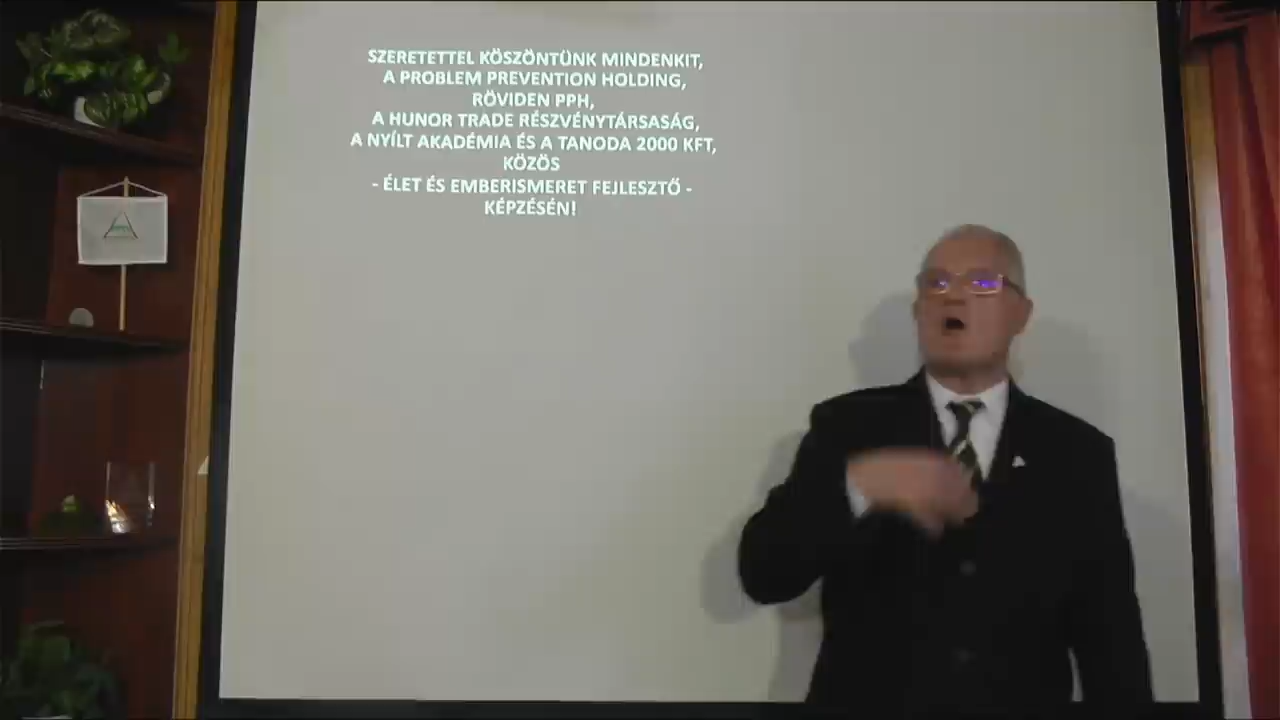 SZERETETTEL KÖSZÖNTÜNK MINDENKIT,
A PROBLEM PREVENTION HOLDING,
RÖVIDEN PPH,
A HUNOR TRADE RÉSZVÉNYTÁRSASÁG,
A NYÍLT AKADÉMIA ÉS A TANODA 2000 KFT,
KÖZÖS
- ÉLET ÉS EMBERISMERET FEJLESZTŐ -
KÉPZÉSÉN!